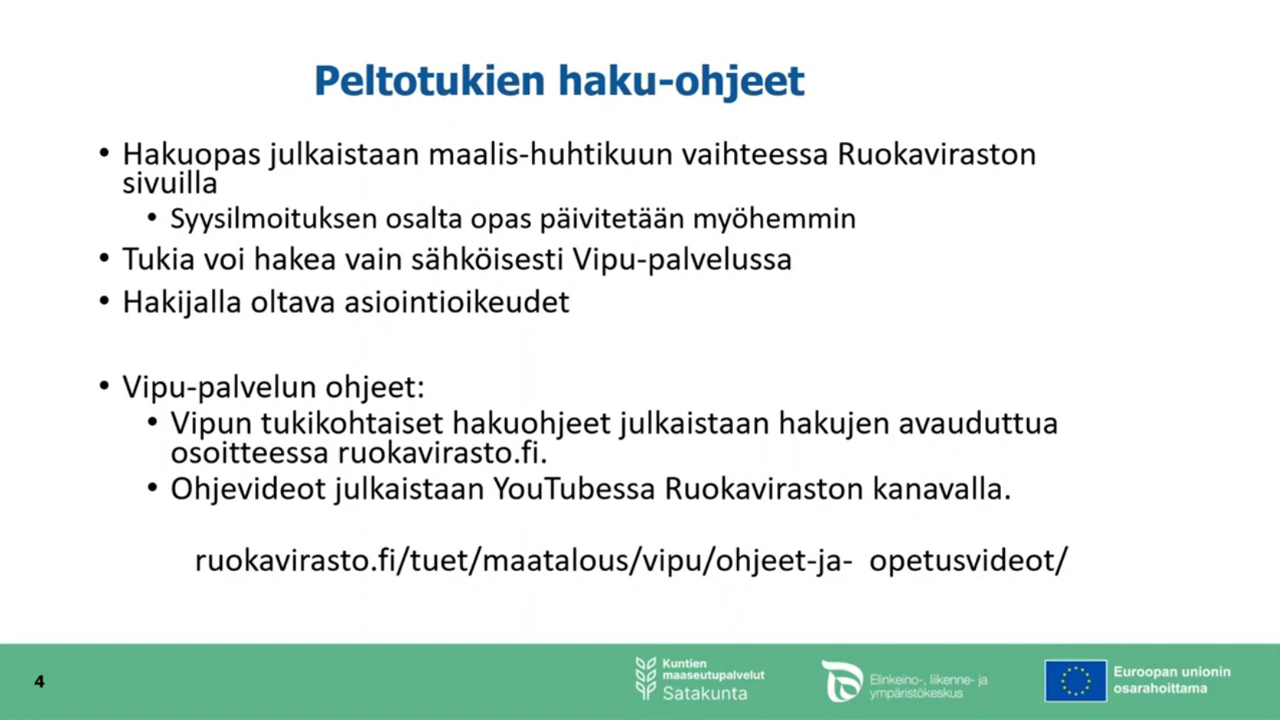 Peltotukien haku-ohjeet
• Hakuopas julkaistaan maalis-huhtikuun vaihteessa Ruokaviraston
sivuilla
• Syysilmoituksen osalta opas päivitetään myöhemmin
• Tukia voi hakea vain sähköisesti Vipu-palvelussa
• Hakijalla oltava asiointioikeudet
• Vipu-palvelun ohjeet:
• Vipun tukikohtaiset hakuohjeet julkaistaan hakujen avauduttua
osoitteessa ruokavirasto.fi.
• Ohjevideot julkaistaan YouTubessa Ruokaviraston kanavalla.
ruokavirasto.fi/tuet/maatalous/vipu/ohjeet-ja- opetusvideot/
4
Kuntien
maaseutupalvelut
Satakunta
Elinkeino-, liikenne- ja
ympäristökeskus
Euroopan unionin
osarahoittama